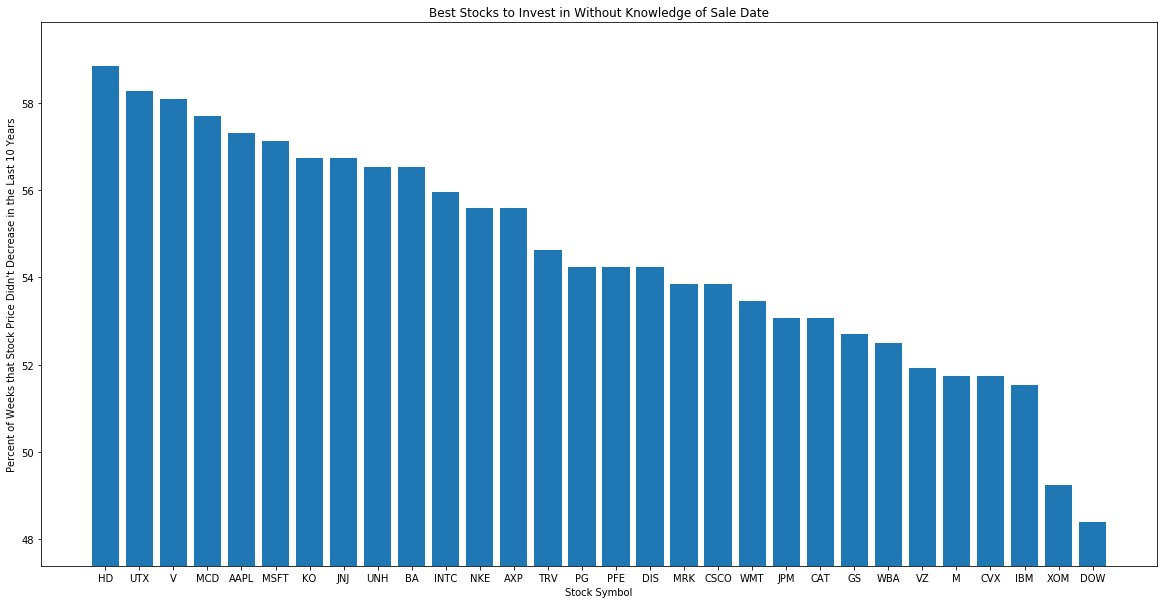 Best Stocks to Invest in Without Knowledge of Sale Date
Percent of Weeks that Stock Price Didn't Decrease in the Last 10 Years
58
56
54
52
50
48
HD UTX V MCD AAPL MSFT KO JNJ UNH BA INTC NKE AXP TRV PG PFE DIS MRK CSCO WMT JPM CAT GS WBA VZ M CVX IBM XOM DOW
Stock Symbol